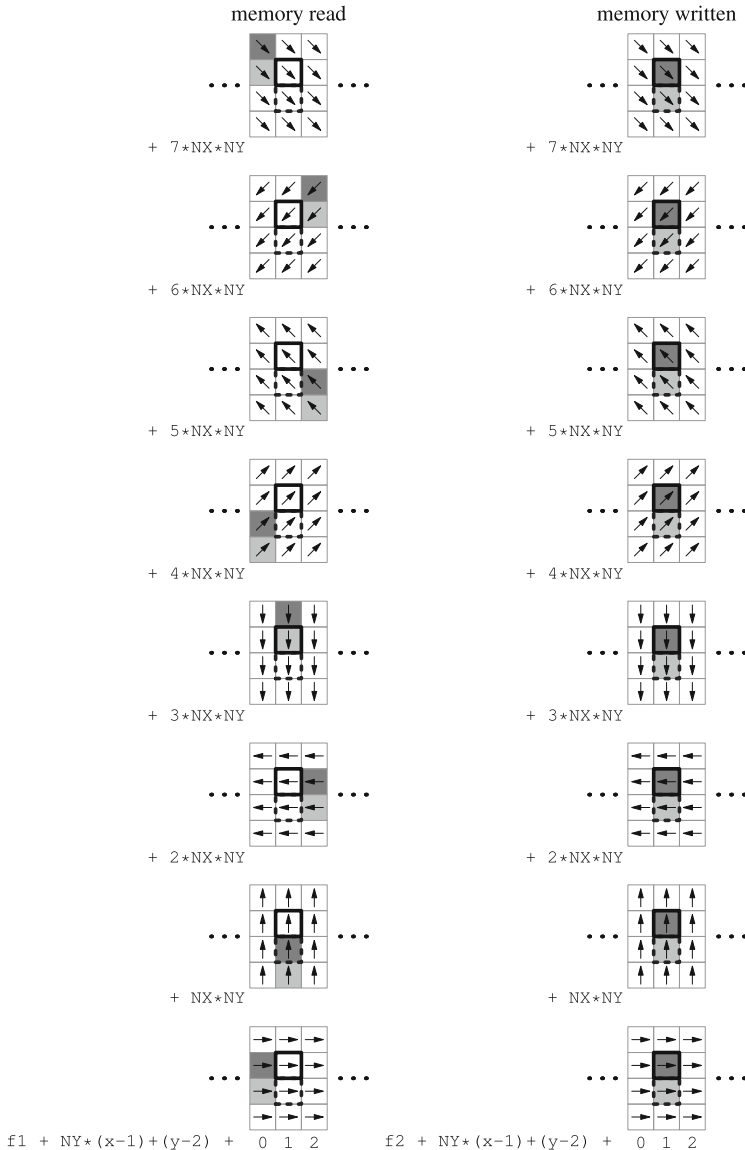 memory read memory written
+ 7*NX*NY + 7*NX*NY
+ 6*NX*NY + 6*NX*NY
+ 5*NX*NY + 5*NX*NY
+ 4*NX*NY + 4*NX*NY
+ 3*NX*NY + 3*NX*NY
+ 2*NX*NY + 2*NX*NY
+ NX*NY + NX*NY
f1 + NY*(x-1)+(y-2) + 0 1 2 f2 + NY*(x-1)+(y-2) + 0 1 2